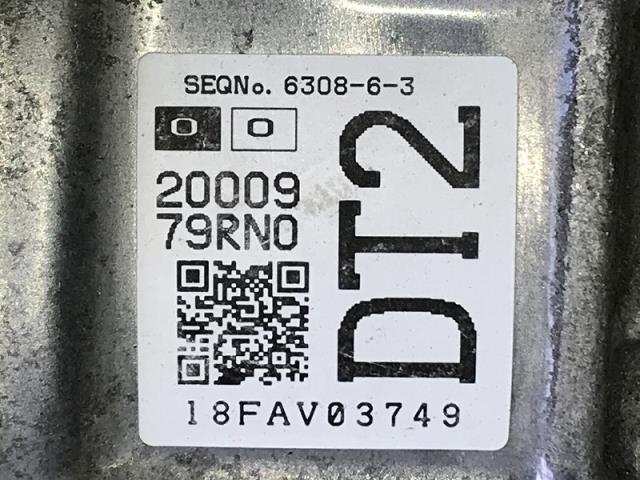 SEQNo. 6308-6-3
0 0
20009
79RN0
DT2
18FAV03749